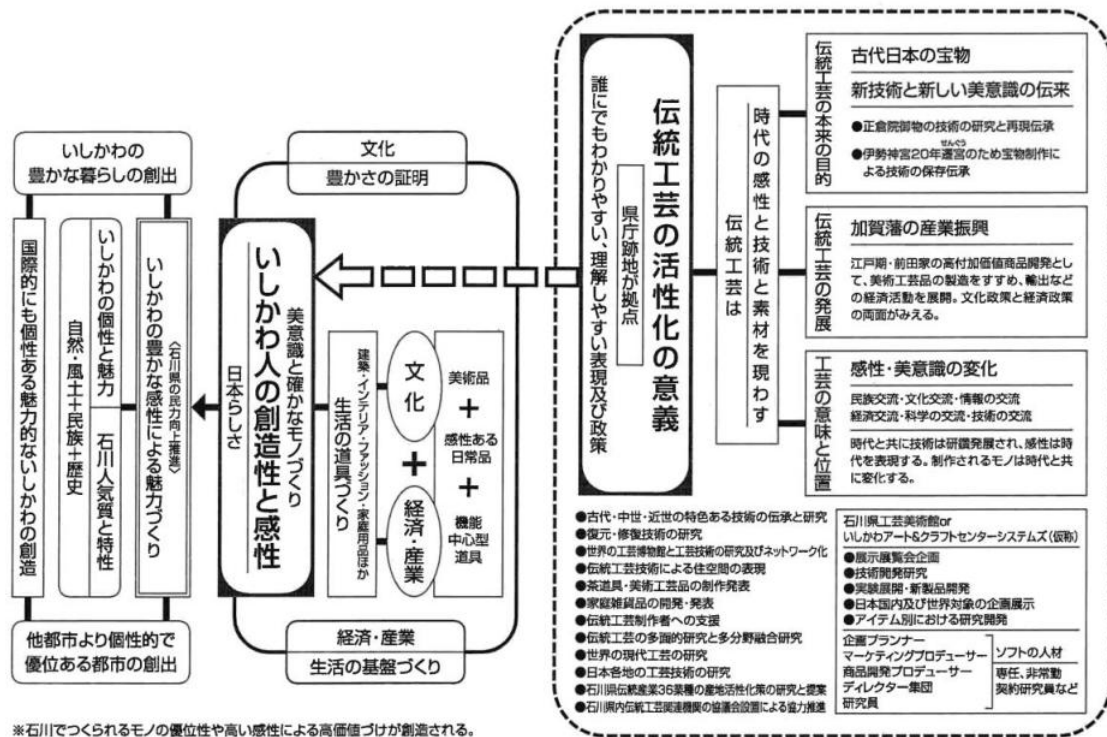 古代日本の宝物
新技術と新しい美意識の伝来
●正倉院御物の技術の研究と再現伝承
せんぐう
●伊勢神宮20年遷宮のため宝物制作に
よる技術の保存伝承
伝統工芸の本来の目的
加賀藩の産業振興
江戸期・前田家の高付加価値商品開発とし
て、美術工芸品の製造をすすめ、輸出などの
経済活動を展開。文化政策と経済政策
の両面がみえる。
伝統工芸の発展
感性・美意識の変化
民族交流・文化交流・情報の交流
経済交流・科学の交流・技術の交流
時代と共に技術は研鑽発展され、感性は時
代を表現する。制作されるモノは時代と共
に変化する。
工芸の意味と位置
時代の感性と技術と素材を現わす
伝統工芸は
伝統工芸の活性化の意義
県庁跡地が拠点
誰にでもわかりやすい、理解しやすい表現及び政策
●古代・中世・近世の特色ある技術の伝承と研究
●復元・修復技術の研究
●世界の工芸博物館と工芸技術の研究及びネットワーク化
●伝統工芸技術による住空間の表現
●茶道具・美術工芸品の制作発表
●家庭雑貨品の開発・発表
●伝統工芸制作者への支援
●伝統工芸の多面的研究と多分野融合研究
●世界の現代工芸の研究
●日本各地の工芸技術の研究
●石川県伝統産業36業種の産地活性化策の研究と提案
●石川県内伝統工芸関連機関の協議会設置による協力推進
石川県工芸美術館or
いしかわアート&クラフトセンターシステムズ(仮称)
●展示展覧会企画
●技術開発研究
●実験展開・新製品開発
●日本国内及び世界対象の企画展示
●アイテム別における研究開発
企画プランナー
マーケティングプロデューサー
商品開発プロデューサー
ディレクター集団
研究員
ソフトの人材
専任、非常勤
契約研究員など
文化
豊かさの証明
美術品
+
感性ある
日常品
+
機能
中心型
道具
文化
+
経済・産業
生活の道具づくり
建築・インテリア・ファッション・家庭用品ほか
美意識と確かなモノづくり
いしかわ人の創造性と感性
日本らしさ
経済・産業
生活の基盤づくり
いしかわの
豊かな暮らしの創出
〈石川県の民力向上推進〉
いしかわの豊かな感性による魅力づくり
いしかわの個性と魅力
石川人気質と特性
自然・風土+民族+歴史
国際的にも個性ある魅力的ないしかわの創造
他都市より個性的で
優位ある都市の創出
※石川でつくられるモノの優位性や高い感性による高価値づけが創造される。